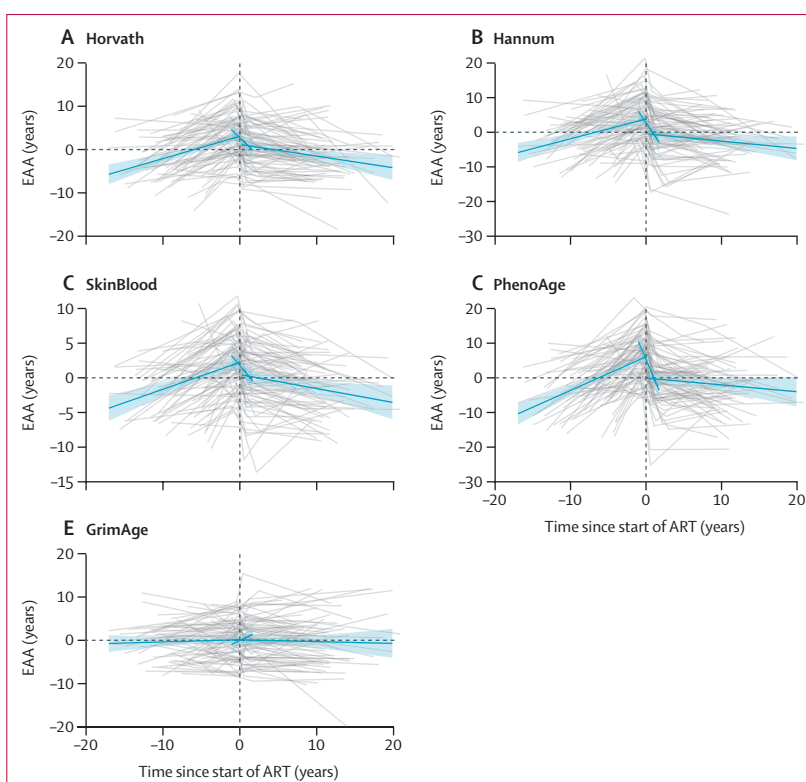 A Horvath
20
10
0
−10
−20
EAA (years)
B Hannum
20
10
0
−10
−20
−30
EAA (years)
C SkinBlood
10
5
0
−5
−10
−15
EAA (years)
C PhenoAge
20
10
0
−10
−20
−30
EAA (years)
−20 −10 0 10 20
Time since start of ART (years)
E GrimAge
20
10
0
−10
−20
EAA (years)
−20 −10 0 10 20
Time since start of ART (years)